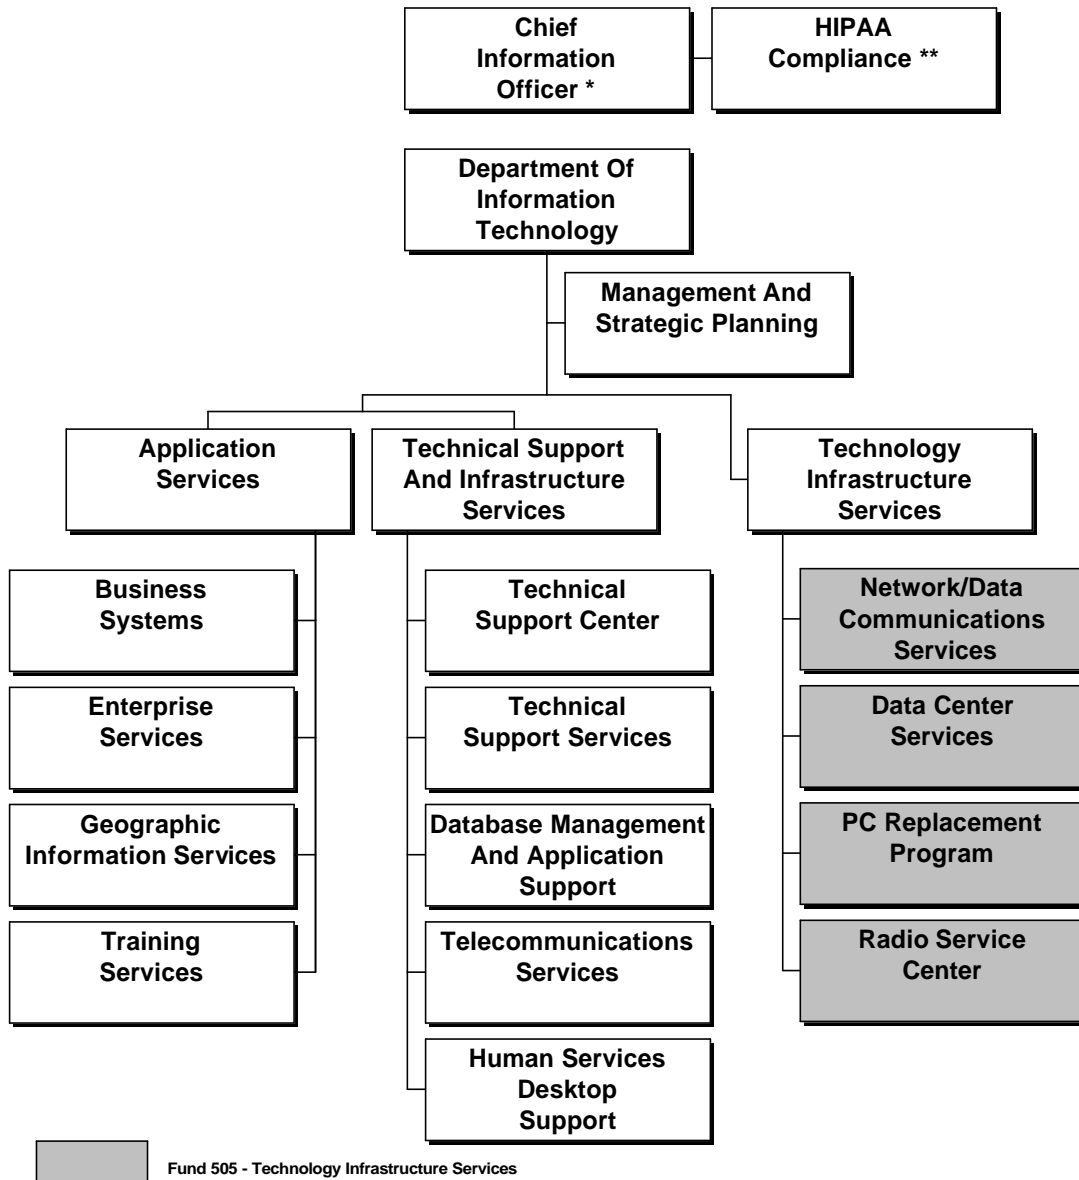 Chief
Information
Officer *
HIPAA
Compliance **
Department Of
Information
Technology
Management And
Strategic Planning
Application
Services
Technical Support
And Infrastructure
Services
Technology
Infrastructure
Services
Business
Systems
Enterprise
Services
Geographic
Information Services
Training
Services
Technical
Support Center
Technical
Support Services
Database Management
And Application
Support
Telecommunications
Services
Human Services
Desktop
Support
Network/Data
Communications
Services
Data Center
Services
PC Replacement
Program
Radio Service
Center
Fund 505 - Technology Infrastructure Services